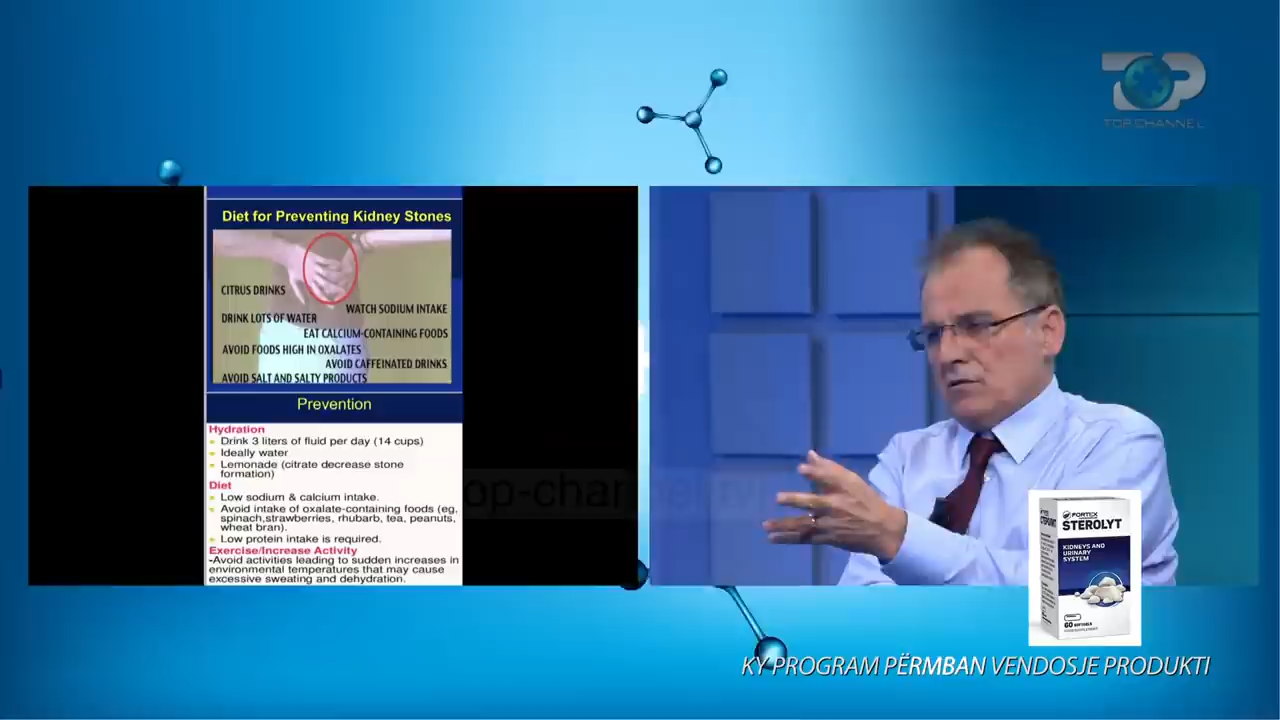 TOP CHANNEL
Diet for Preventing Kidney Stones
CITRUS DRINKS
WATCH SODIUM INTAKE
DRINK LOTS OF WATER
EAT CALCIUM-CONTAINING FOODS
AVOID FOODS HIGH IN OXALATES
AVOID CAFFEINATED DRINKS
AVOID SALT AND SALTY PRODUCTS
Prevention
Hydration
Drink 3 liters of fluid per day (14 cups)
Ideally water
Lemonade (citrate decrease stone
formation)
Diet
Low sodium & calcium intake.
Avoid intake of oxalate-containing foods (eg,
spinach,strawberries, rhubarb, tea, peanuts,
wheat bran).
Low protein intake is required.
Exercise/Increase Activity
-Avoid activities leading to sudden increases in
environmental temperatures that may cause
excessive sweating and dehydration.
FORTEX
STEROLYT
KIDNEYS AND
URINARY
SYSTEM
60 SOFTGELS
KY PROGRAM PËRMBAN VENDOSJE PRODUKTI